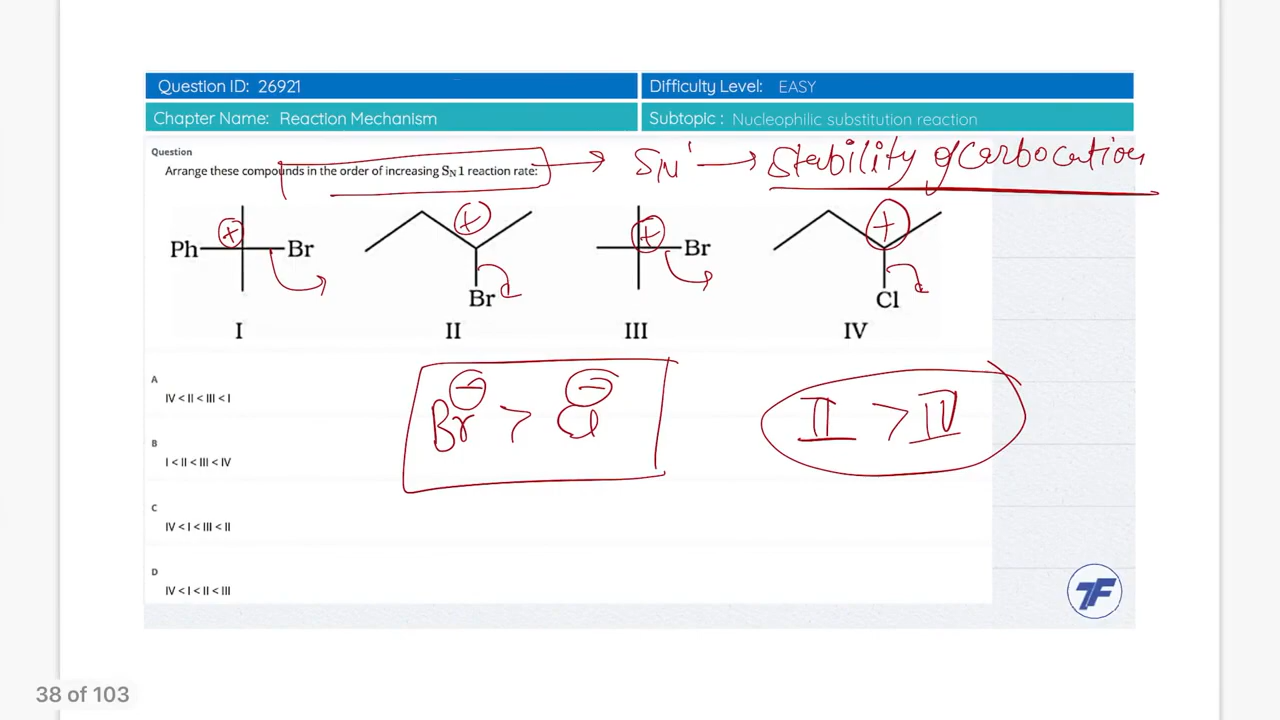 Question ID: 26921
Difficulty Level: EASY
Chapter Name: Reaction Mechanism
Subtopic : Nucleophilic substitution reaction
Question
Arrange these compounds in the order of increasing SN1 reaction rate:
SN1 → Stability of Carbocation
Ph Br
Br
Br
Cl
I II III IV
A
IV < II < III < I
Br⊖ > Cl⊖
II > IV
B
I < II < III < IV
C
IV < I < III < II
D
IV < I < II < III
TF
38 of 103